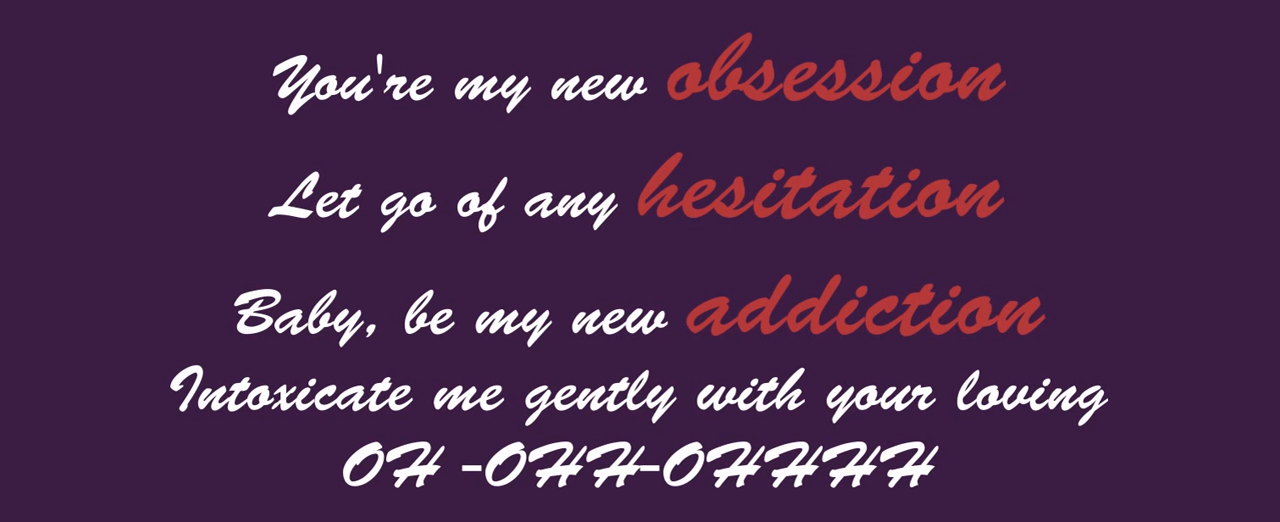 You're my new obsession
Let go of any hesitation
Baby, be my new addiction
Intoxicate me gently with your loving
OH -OHH-OHHHH